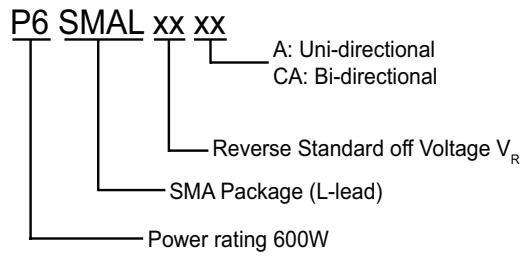 P6 SMAL xx xx
A: Uni-directional
CA: Bi-directional
Reverse Standard off Voltage VR
SMA Package (L-lead)
Power rating 600W